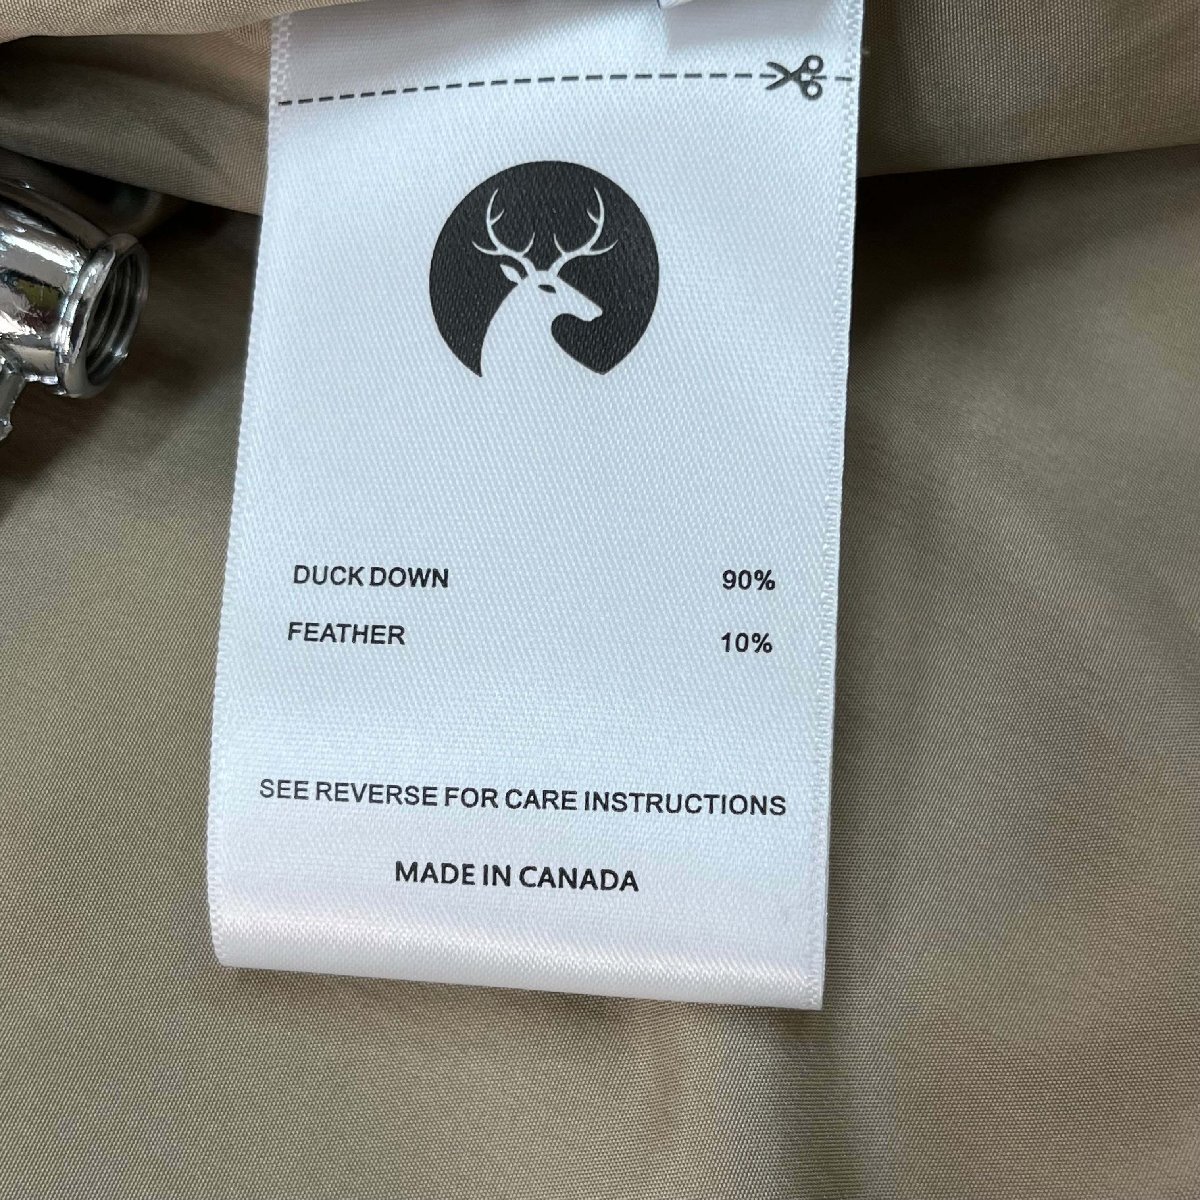 DUCK DOWN 90%
FEATHER 10%
SEE REVERSE FOR CARE INSTRUCTIONS
MADE IN CANADA